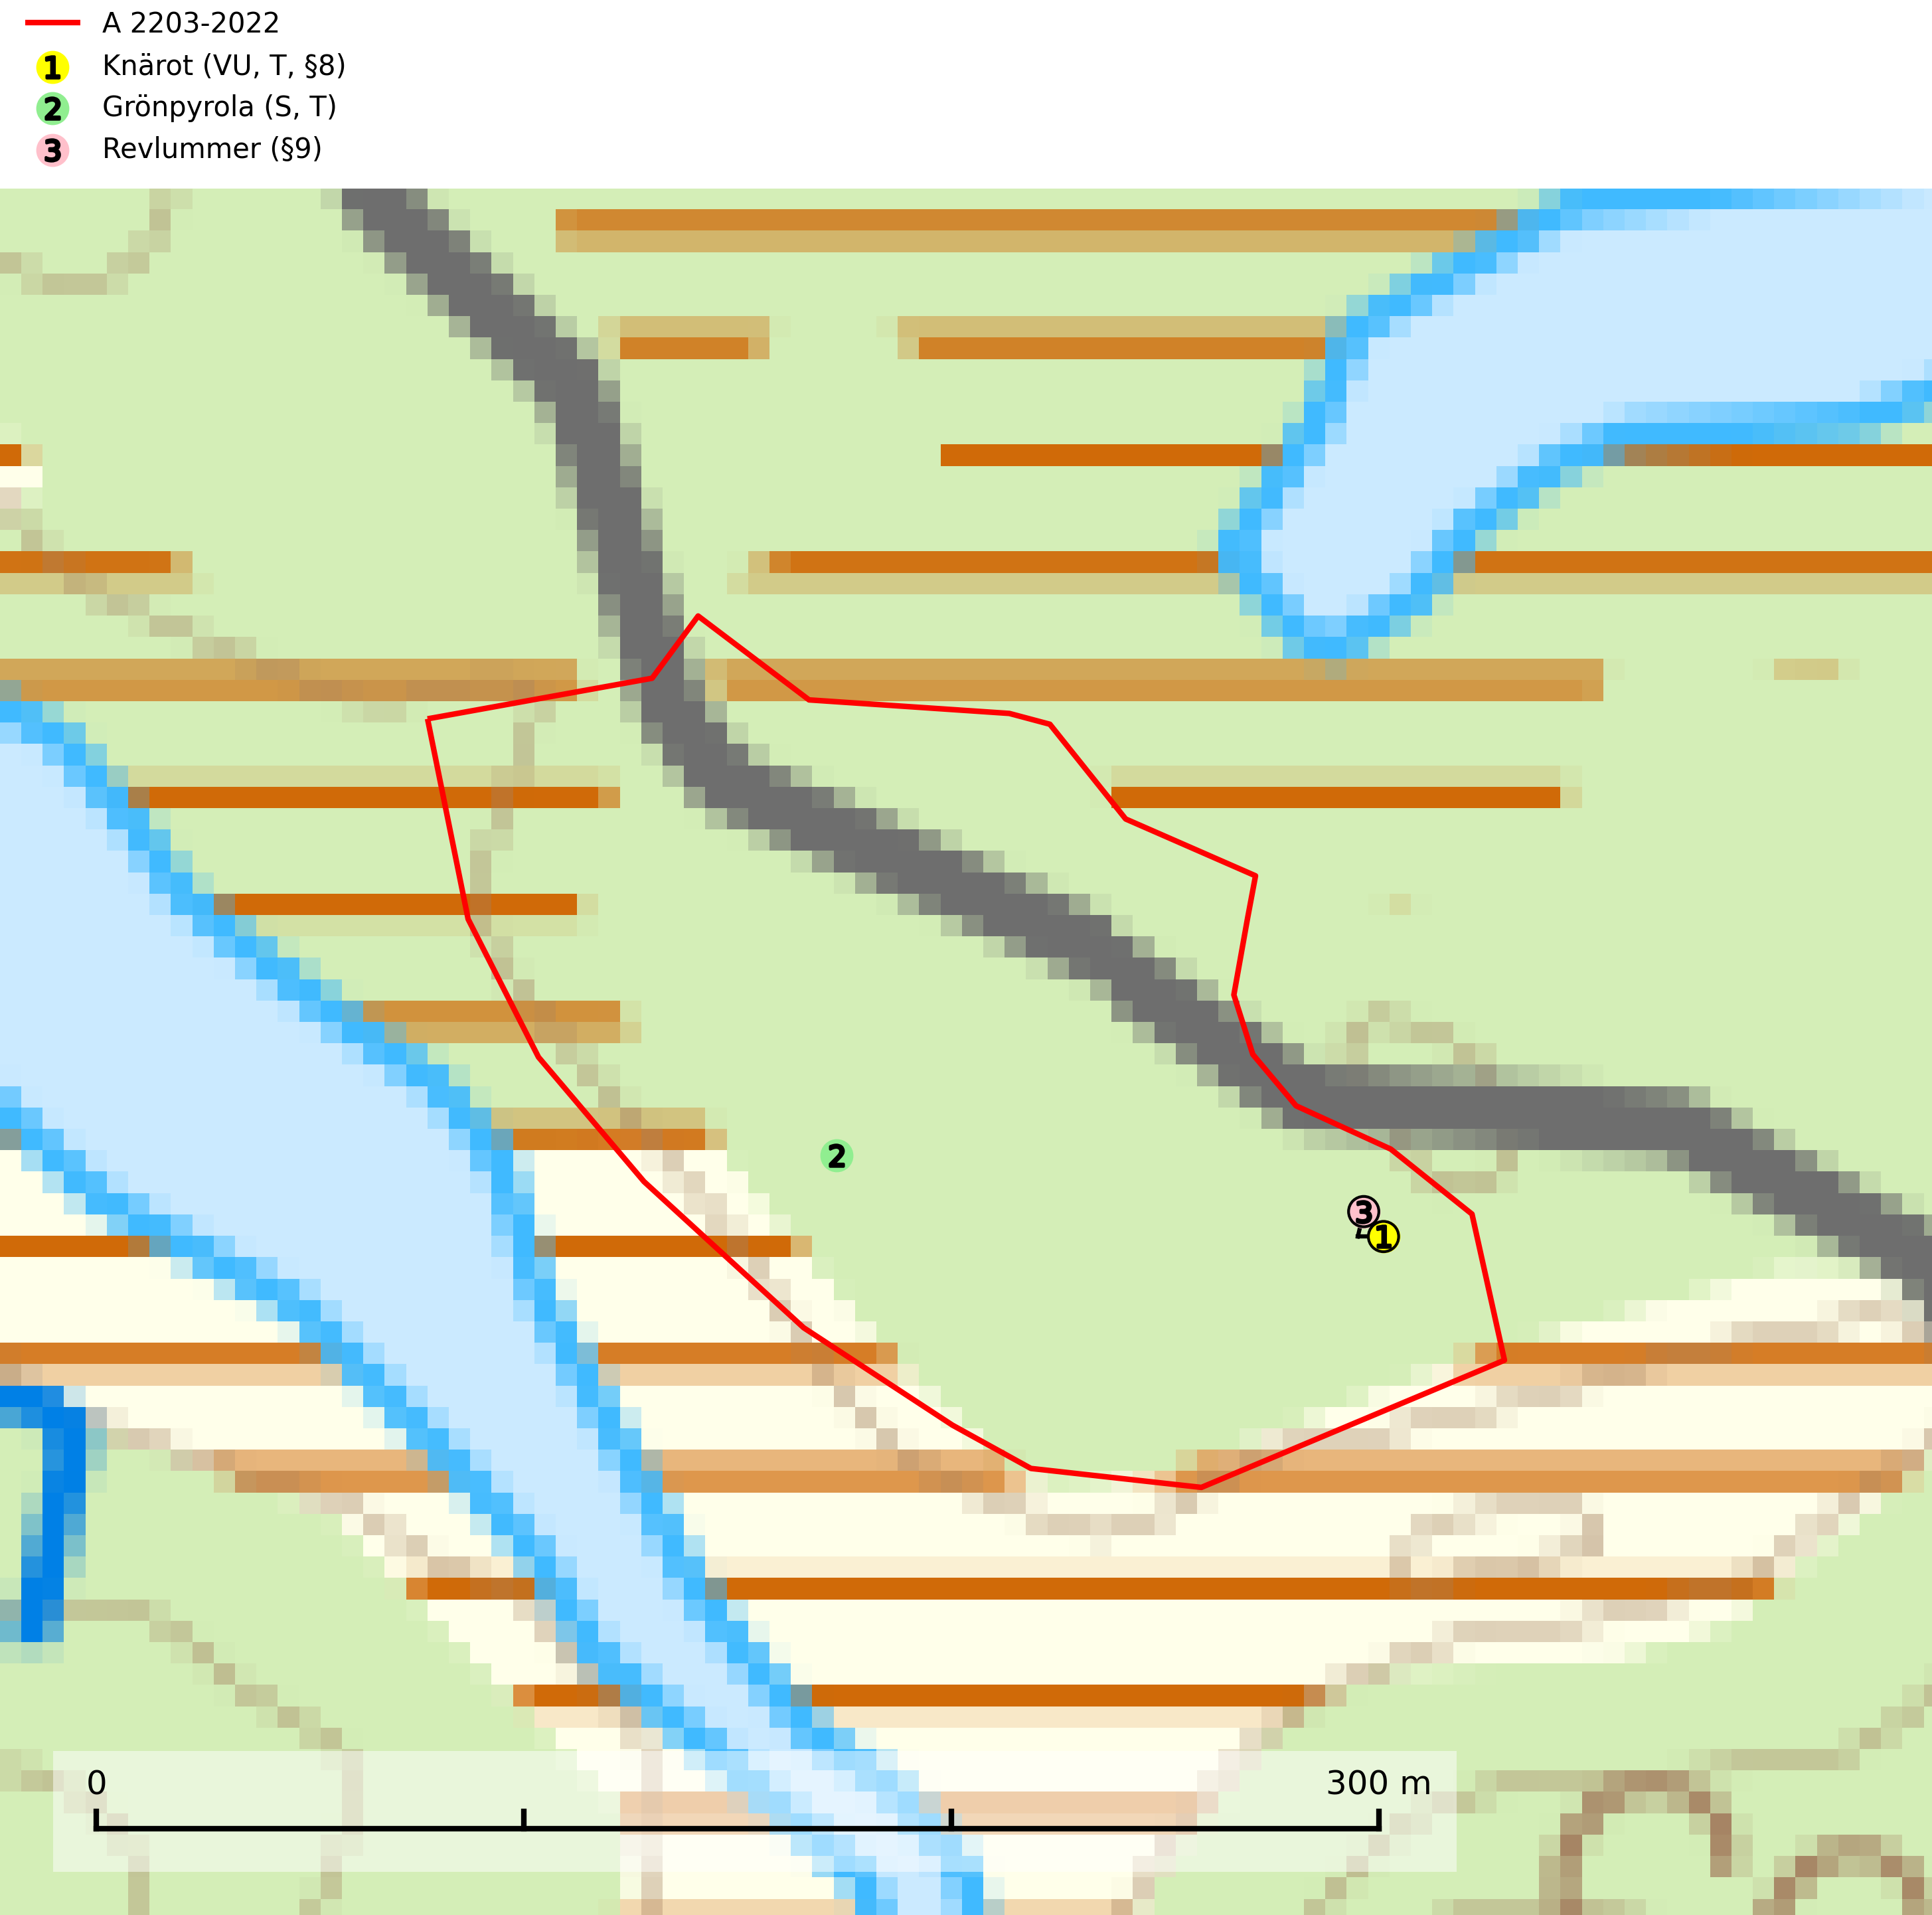 A 2203-2022
1 Knärot (VU, T, §8)
2 Grönpyrola (S, T)
3 Revlummer (§9)
2
3
1
0 300 m